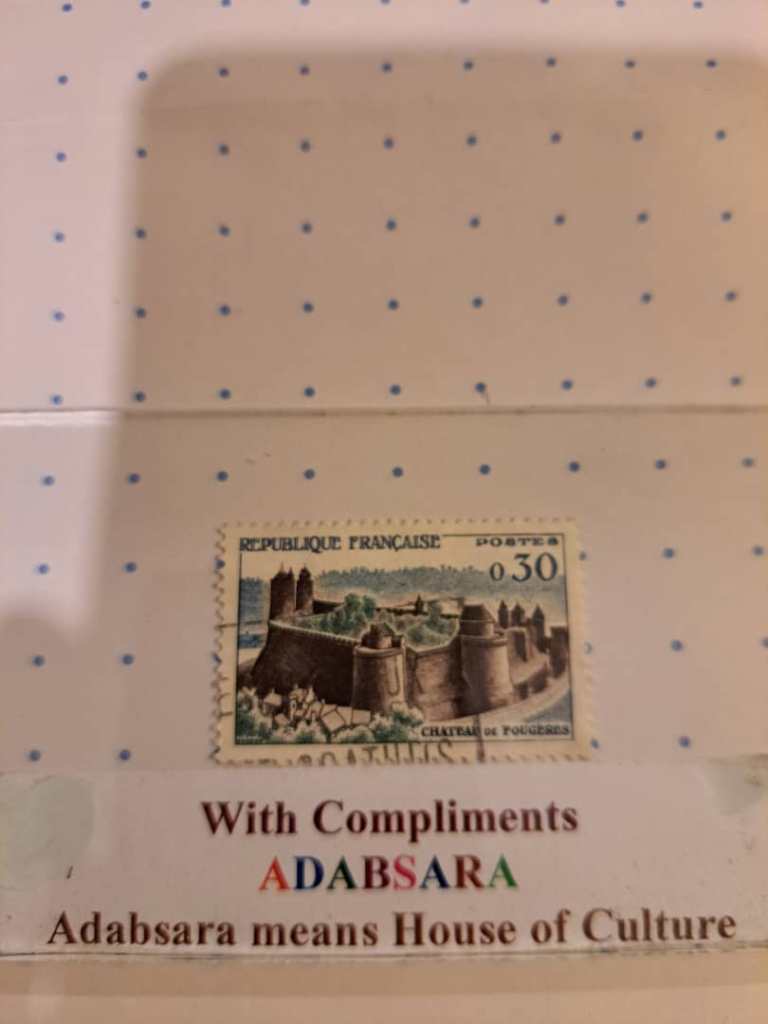 REPUBLIQUE FRANÇAISE POSTES
0,30
CHATEAU DE FOUGERES
With Compliments
ADABSARA
Adabsara means House of Culture